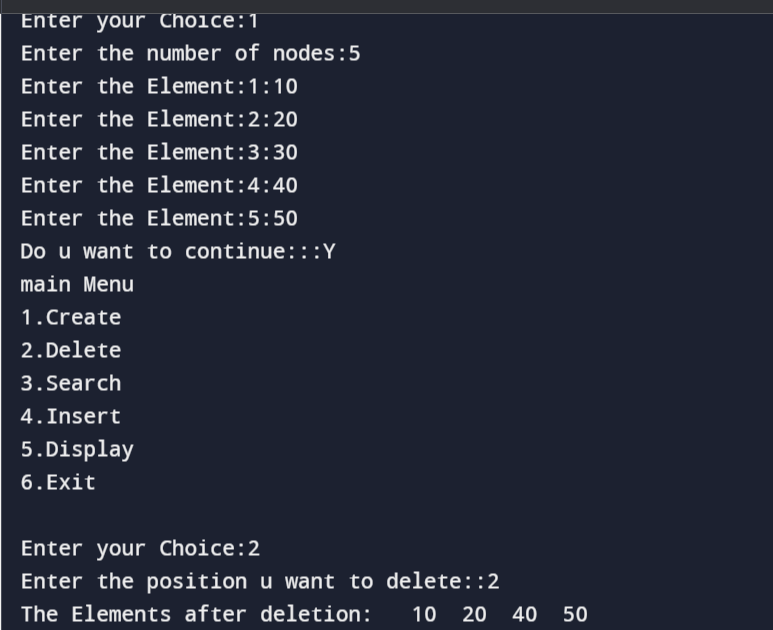 Enter your Choice:1
Enter the number of nodes:5
Enter the Element:1:10
Enter the Element:2:20
Enter the Element:3:30
Enter the Element:4:40
Enter the Element:5:50
Do u want to continue:::Y
main Menu
1.Create
2.Delete
3.Search
4.Insert
5.Display
6.Exit
Enter your Choice:2
Enter the position u want to delete::2
The Elements after deletion:   10  20  40  50